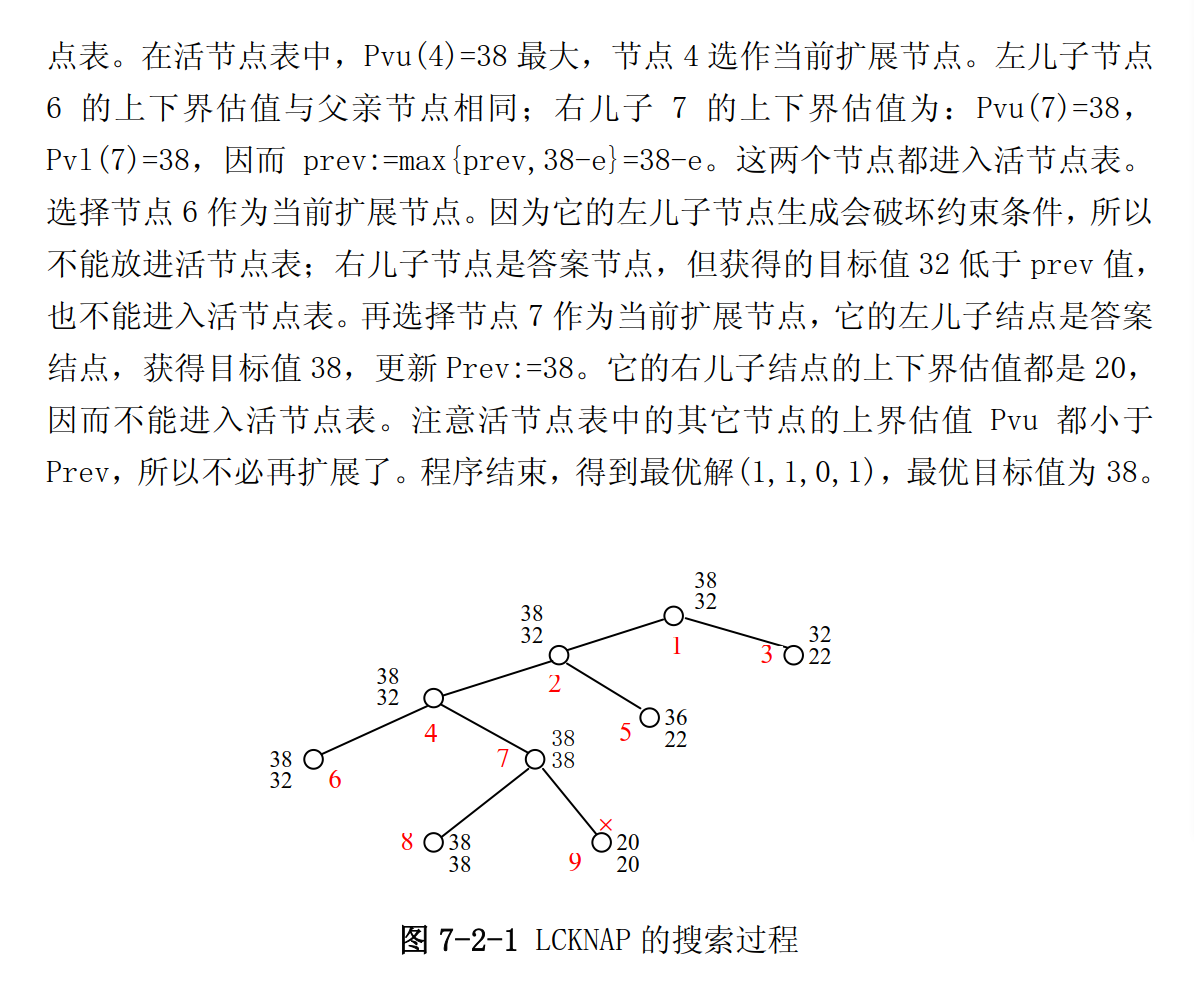 点表。在活节点表中，Pvu(4)=38 最大，节点 4 选作当前扩展节点。左儿子节点
6 的上下界估值与父亲节点相同；右儿子 7 的上下界估值为：Pvu(7)=38，
Pvl(7)=38，因而 prev:=max{prev,38-e}=38-e。这两个节点都进入活节点表。
选择节点 6 作为当前扩展节点。因为它的左儿子节点生成会破坏约束条件，所以
不能放进活节点表；右儿子节点是答案节点，但获得的目标值 32 低于 prev 值，
也不能进入活节点表。再选择节点 7 作为当前扩展节点，它的左儿子结点是答案
结点，获得目标值 38，更新 Prev:=38。它的右儿子结点的上下界估值都是 20，
因而不能进入活节点表。注意活节点表中的其它节点的上界估值 Pvu 都小于
Prev，所以不必再扩展了。程序结束，得到最优解(1,1,0,1)，最优目标值为 38。
38
32
1
38
32
2
32
22
3
38
32
4
36
22
5
38
32
6
38
38
7
38
38
8
×
20
20
9
图 7-2-1 LCKNAP 的搜索过程